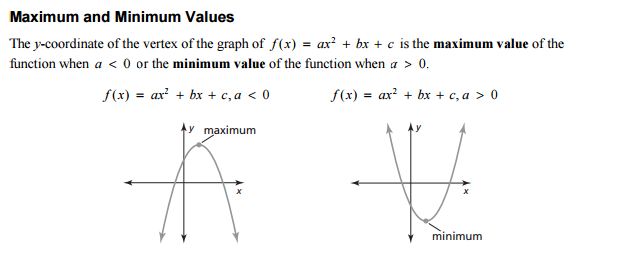 Maximum and Minimum Values
The y-coordinate of the vertex of the graph of f(x) = ax² + bx + c is the maximum value of the
function when a < 0 or the minimum value of the function when a > 0.
f(x) = ax² + bx + c, a < 0
f(x) = ax² + bx + c, a > 0
y maximum
x
y
x
minimum